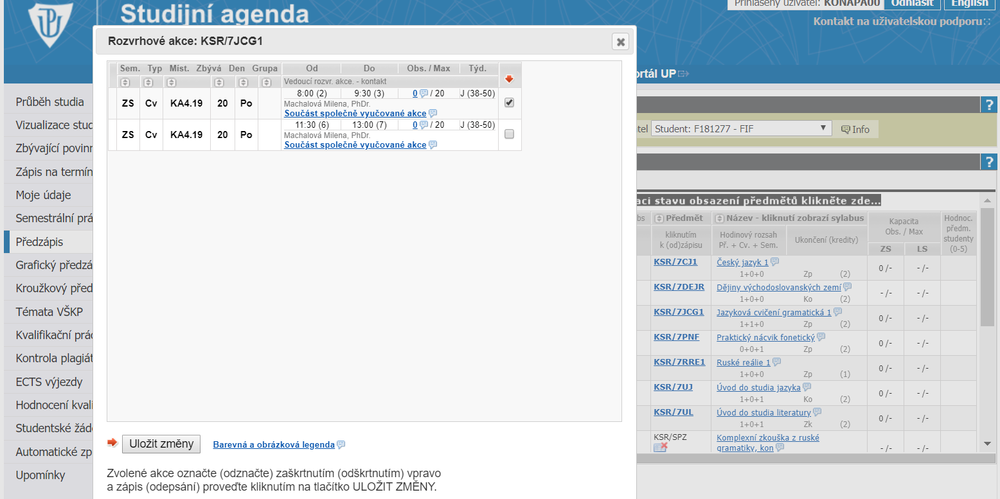 Studijní agenda
Přihlášený uživatel: KONAPA00
Odhlásit
English
Kontakt na uživatelskou podporu
Rozvrhové akce: KSR/7JCG1
Sem. Typ Míst. Zbývá Den Grupa Od Do Obs. / Max Týd.
Vedoucí rozvr. akce. - kontakt
ZS Cv KA4.19 20 Po 8:00 (2) 9:30 (3) 0 / 20 J (38-50)
Machalová Milena, PhDr.
Součást společně vyučované akce
ZS Cv KA4.19 20 Po 11:30 (6) 13:00 (7) 0 / 20 J (38-50)
Machalová Milena, PhDr.
Součást společně vyučované akce
Uložit změny
Barevná a obrázková legenda
Zvolené akce označte (odznačte) zaškrtnutím (odškrtnutím) vpravo
a zápis (odepsání) proveďte kliknutím na tlačítko ULOŽIT ZMĚNY.
Průběh studia
Vizualizace stud
Zbývající povinn
Zápis na termín
Moje údaje
Semestrální prá
Předzápis
Grafický předzá
Kroužkový před
Témata VŠKP
Kvalifikační prác
Kontrola plagiát
ECTS výjezdy
Hodnocení kvali
Studentské žádo
Automatické zp
Upomínky
ortál UP
?
atel Student: F181277 - FIF Info
?
aci stavu obsazení předmětů klikněte zde...
bs Předmět Název - kliknutí zobrazí sylabus Kapacita Obs. / Max Hodnoc. předm. studenty (0-5)
kliknutím k (od)zápisu Hodinový rozsah Př. + Cv. + Sem. Ukončení (kredity) ZS LS
KSR/7CJ1 Český jazyk 1 0 /- - /-
1+0+0 Zp (2)
KSR/7DEJR Dějiny východoslovanských zemí - /- - /-
1+0+0 Ko (2)
KSR/7JCG1 Jazyková cvičení gramatická 1 0 /- - /-
1+1+0 Zp (2)
KSR/7PNF Praktický nácvik fonetický 0 /- - /-
0+0+1 Zp (2)
KSR/7RRE1 Ruské reálie 1 0 /- - /-
1+0+0 Zp (1)
KSR/7UJ Úvod do studia jazyka 0 /- - /-
1+0+1 Ko (2)
KSR/7UL Úvod do studia literatury 0 /- - /-
1+0+1 Zk (2)
KSR/SPZ Komplexní zkouška z ruské
gramatiky, kon - /- - /-